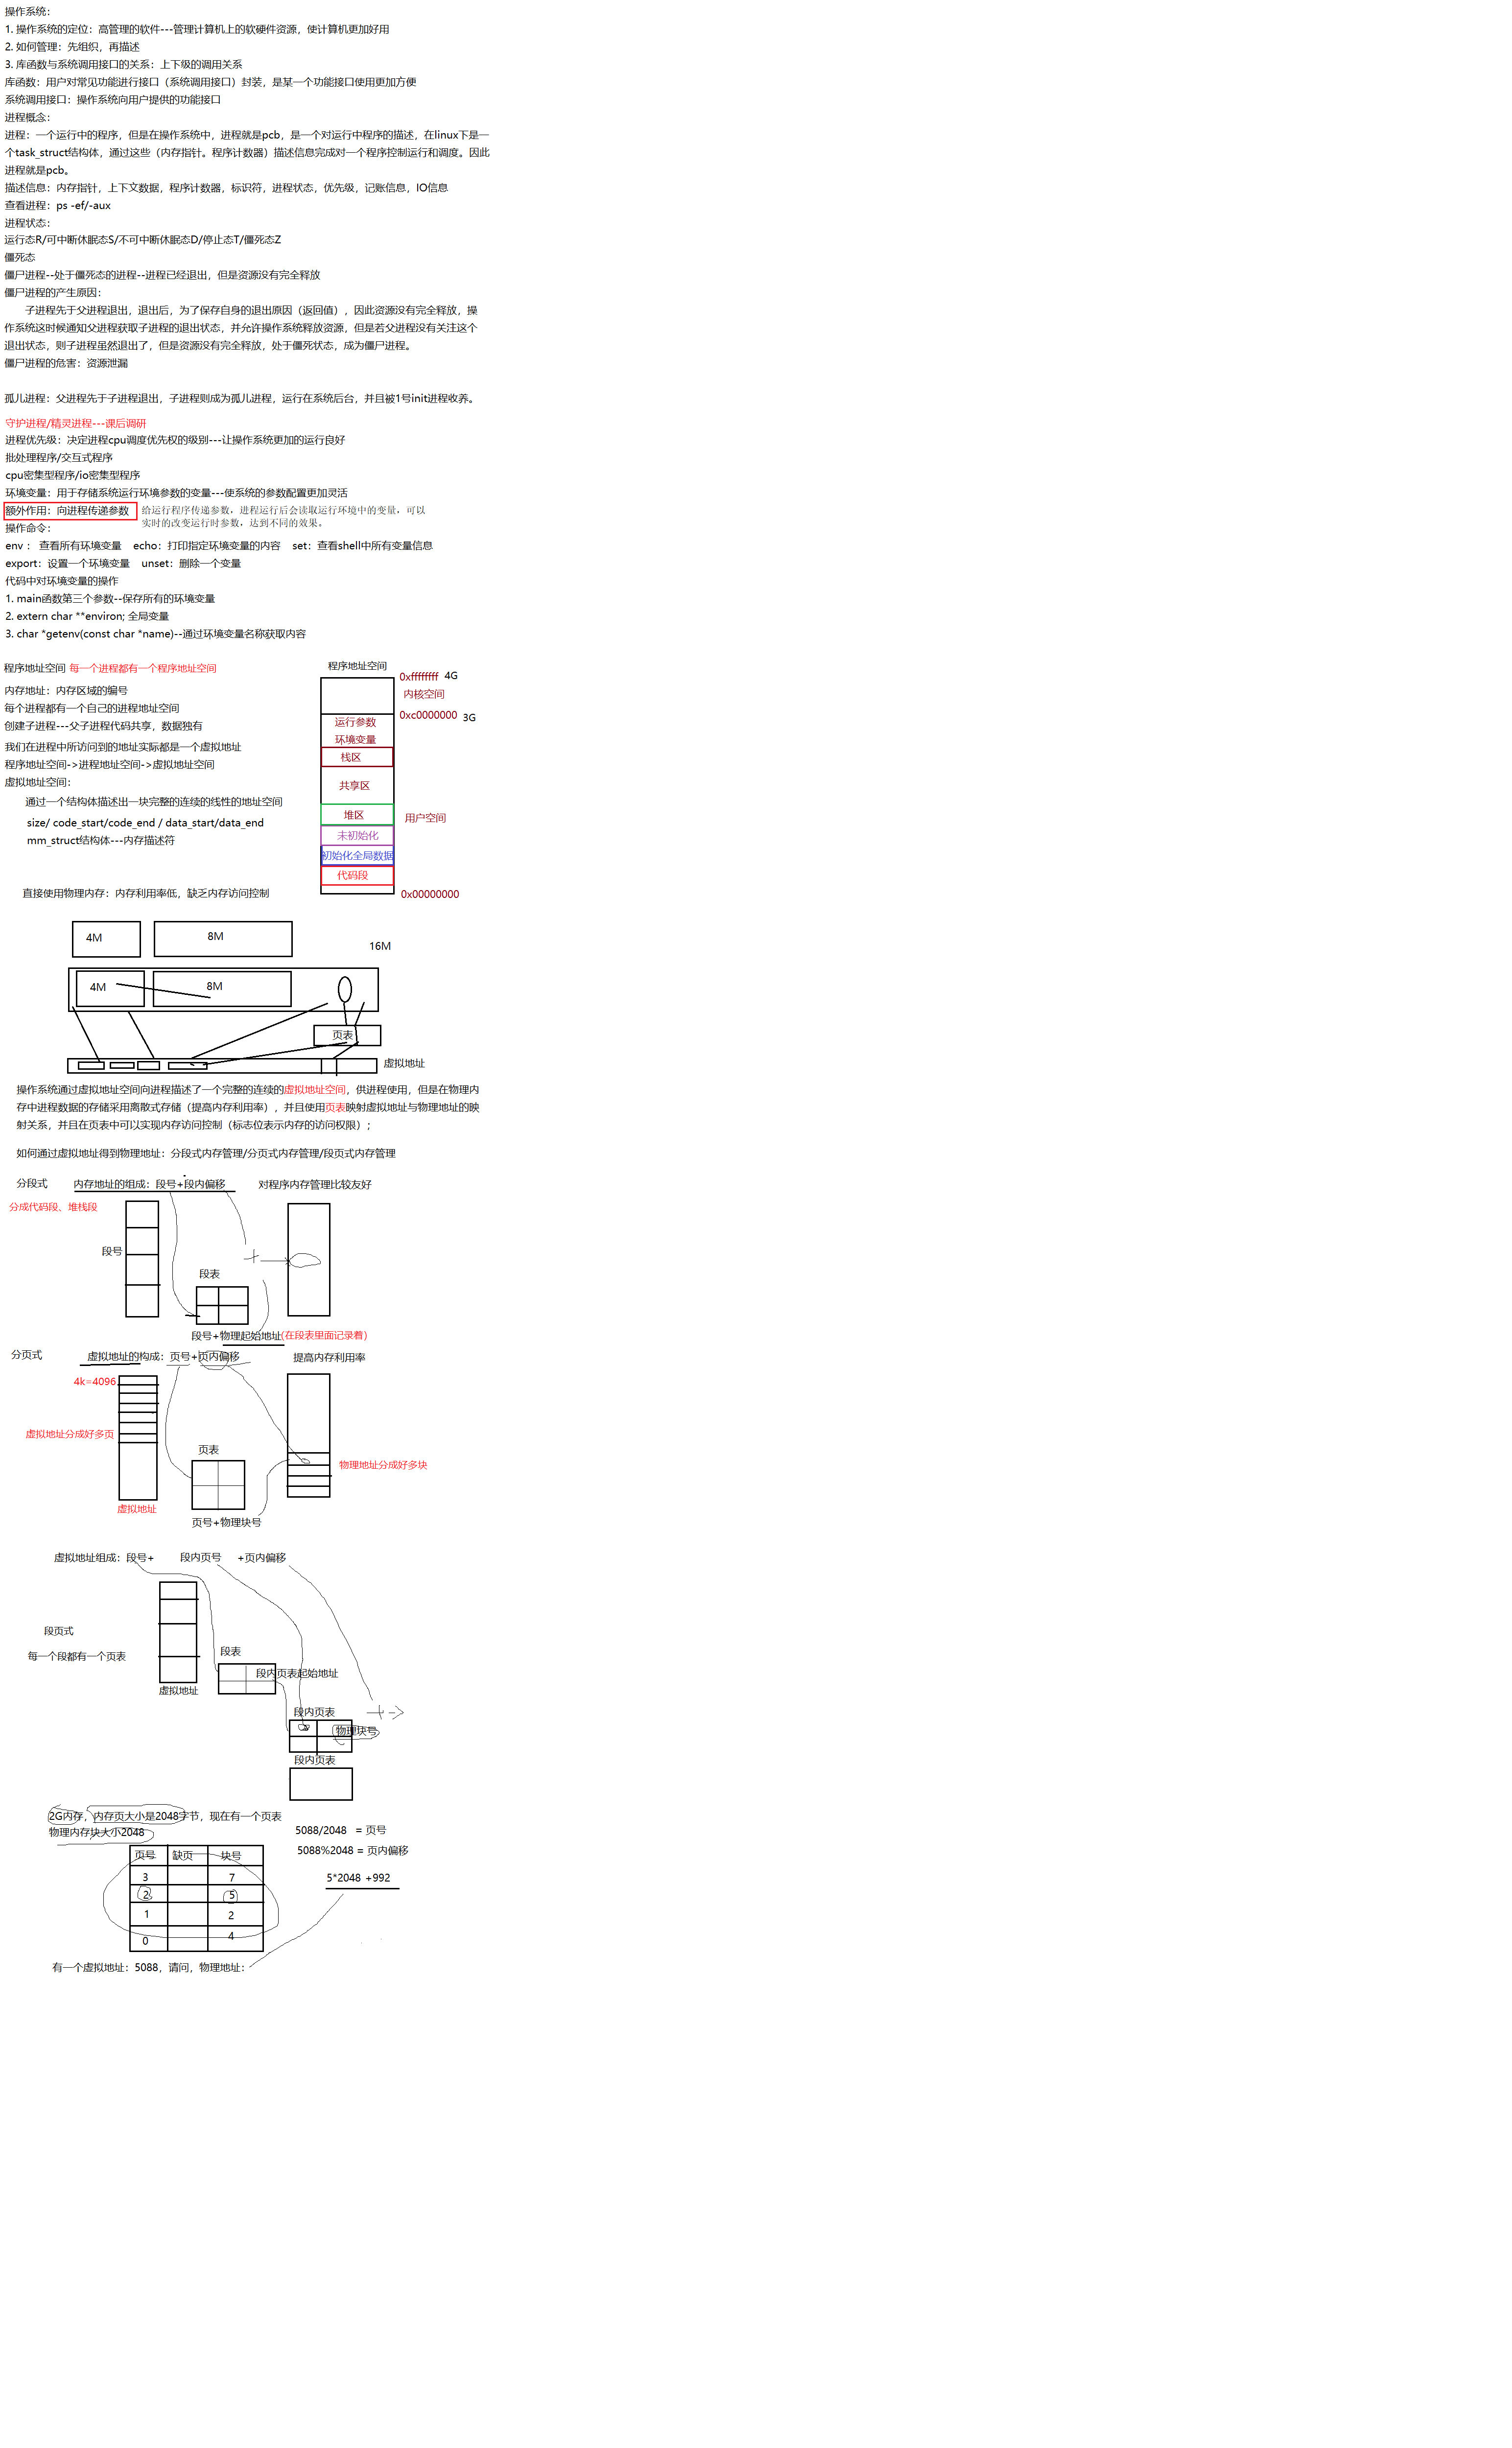 操作系统：
1. 操作系统的定位：高管理的软件---管理计算机上的软硬件资源，使计算机更加好用
2. 如何管理：先组织，再描述
3. 库函数与系统调用接口的关系：上下级的调用关系
库函数：用户对常见功能进行接口（系统调用接口）封装，是某一个功能接口使用更加方便
系统调用接口：操作系统向用户提供的功能接口
进程概念：
进程：一个运行中的程序，但是在操作系统中，进程就是pcb，是一个对运行中程序的描述，在linux下是一
个task_struct结构体，通过这些（内存指针。程序计数器）描述信息完成对一个程序控制运行和调度。因此
进程就是pcb。
描述信息：内存指针，上下文数据，程序计数器，标识符，进程状态，优先级，记账信息，IO信息
查看进程：ps -ef/-aux
进程状态：
运行态R/可中断休眠态S/不可中断休眠态D/停止态T/僵死态Z
僵死态
僵尸进程--处于僵死态的进程--进程已经退出，但是资源没有完全释放
僵尸进程的产生原因：
子进程先于父进程退出，退出后，为了保存自身的退出原因（返回值），因此资源没有完全释放，操
作系统这时候通知父进程获取子进程的退出状态，并允许操作系统释放资源，但是若父进程没有关注这个
退出状态，则子进程虽然退出了，但是资源没有完全释放，处于僵死状态，成为僵尸进程。
僵尸进程的危害：资源泄漏
孤儿进程：父进程先于子进程退出，子进程则成为孤儿进程，运行在系统后台，并且被1号init进程收养。
守护进程/精灵进程---课后调研
进程优先级：决定进程cpu调度优先权的级别---让操作系统更加的运行良好
批处理程序/交互式程序
cpu密集型程序/io密集型程序
环境变量：用于存储系统运行环境参数的变量---使系统的参数配置更加灵活
额外作用：向进程传递参数 给运行程序传递参数，进程运行后会读取运行环境中的变量，可以
实时的改变运行时参数，达到不同的效果。
操作命令：
env ： 查看所有环境变量 echo：打印指定环境变量的内容 set：查看shell中所有变量信息
export：设置一个环境变量 unset：删除一个变量
代码中对环境变量的操作
1. main函数第三个参数--保存所有的环境变量
2. extern char **environ; 全局变量
3. char *getenv(const char *name)--通过环境变量名称获取内容
程序地址空间 每一个进程都有一个程序地址空间
内存地址：内存区域的编号
每个进程都有一个自己的进程地址空间
创建子进程---父子进程代码共享，数据独有
我们在进程中所访问到的地址实际都是一个虚拟地址
程序地址空间->进程地址空间->虚拟地址空间
虚拟地址空间：
通过一个结构体描述出一块完整的连续的线性的地址空间
size/ code_start/code_end / data_start/data_end
mm_struct结构体---内存描述符
直接使用物理内存：内存利用率低，缺乏内存访问控制
程序地址空间
0xffffffff 4G
内核空间
0xc0000000 3G
运行参数
环境变量
栈区
共享区
堆区
用户空间
未初始化
初始化全局数据
代码段
0x00000000
4M 8M
16M
4M 8M
页表
虚拟地址
操作系统通过虚拟地址空间向进程描述了一个完整的连续的虚拟地址空间，供进程使用，但是在物理内
存中进程数据的存储采用离散式存储（提高内存利用率），并且使用页表映射虚拟地址与物理地址的映
射关系，并且在页表中可以实现内存访问控制（标志位表示内存的访问权限）；
如何通过虚拟地址得到物理地址：分段式内存管理/分页式内存管理/段页式内存管理
分段式 内存地址的组成：段号+段内偏移 对程序内存管理比较友好
分成代码段、堆栈段
段号
段表
段号+物理起始地址(在段表里面记录着)
分页式 虚拟地址的构成：页号+页内偏移 提高内存利用率
4k=4096
虚拟地址分成好多页
页表
物理地址分成好多块
虚拟地址
页号+物理块号
虚拟地址组成：段号+ 段内页号 +页内偏移
段页式
每一个段都有一个页表
段表
段内页表起始地址
虚拟地址
段内页表
物理块号
段内页表
2G内存，内存页大小是2048字节，现在有一个页表
物理内存块大小2048
5088/2048 = 页号
5088%2048 = 页内偏移
5*2048 +992
页号 缺页 块号
3 7
2 5
1 2
0 4
有一个虚拟地址：5088，请问，物理地址：